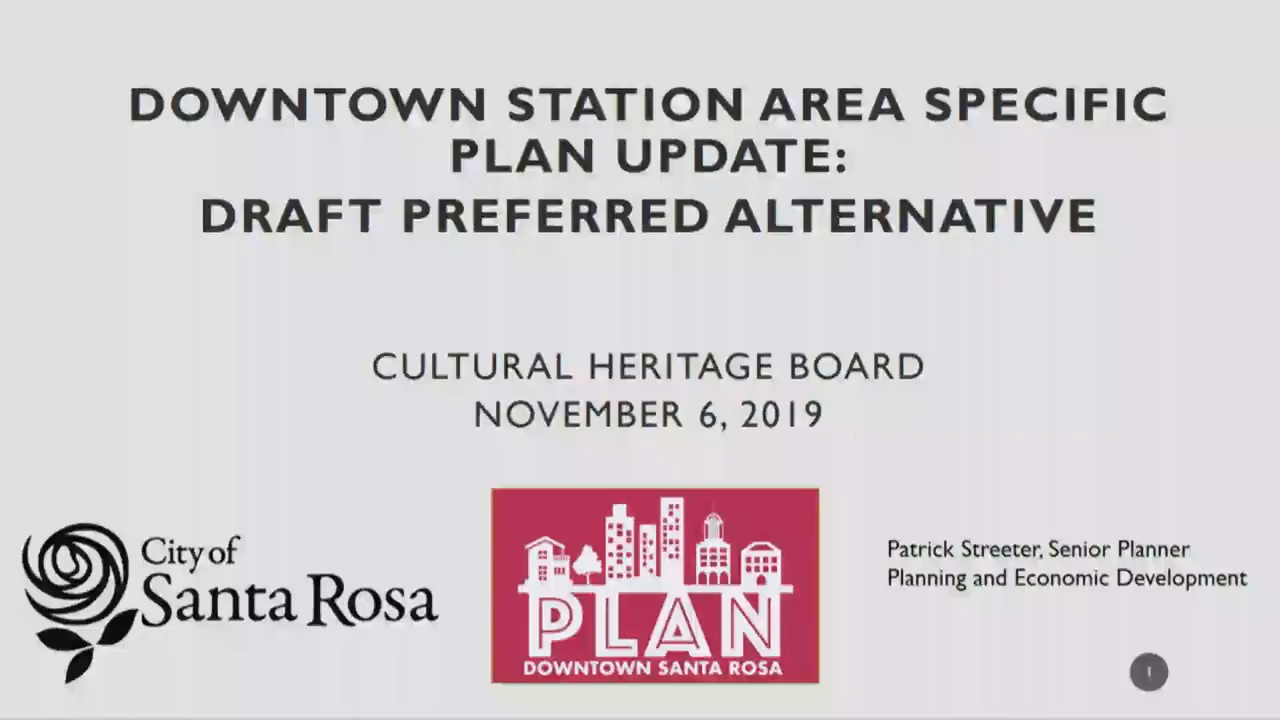 DOWNTOWN STATION AREA SPECIFIC
PLAN UPDATE:
DRAFT PREFERRED ALTERNATIVE
CULTURAL HERITAGE BOARD
NOVEMBER 6, 2019
City of
Santa Rosa
PLAN
DOWNTOWN SANTA ROSA
Patrick Streeter, Senior Planner
Planning and Economic Development
1